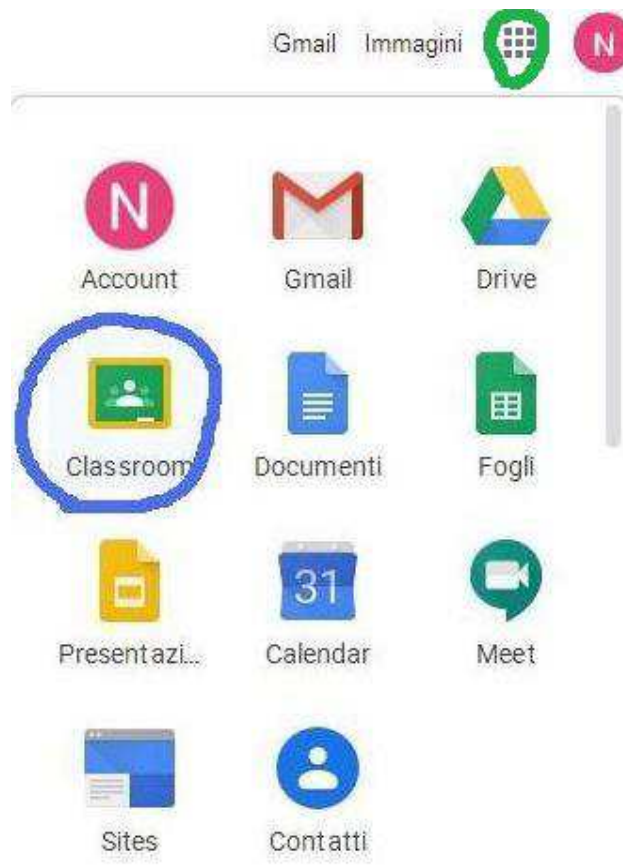 Gmail Immagini N
N
Account Gmail Drive
Classroom Documenti Fogli
31
Presentazi... Calendar Meet
Sites Contatti